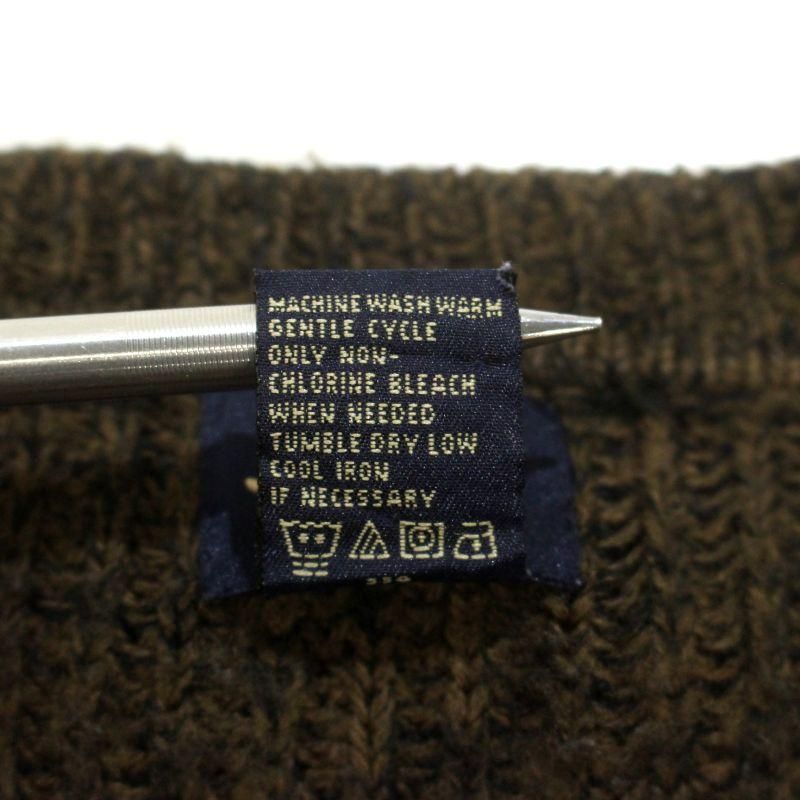 MACHINE WASH WARM
GENTLE CYCLE
ONLY NON-
CHLORINE BLEACH
WHEN NEEDED
TUMBLE DRY LOW
COOL IRON
IF NECESSARY